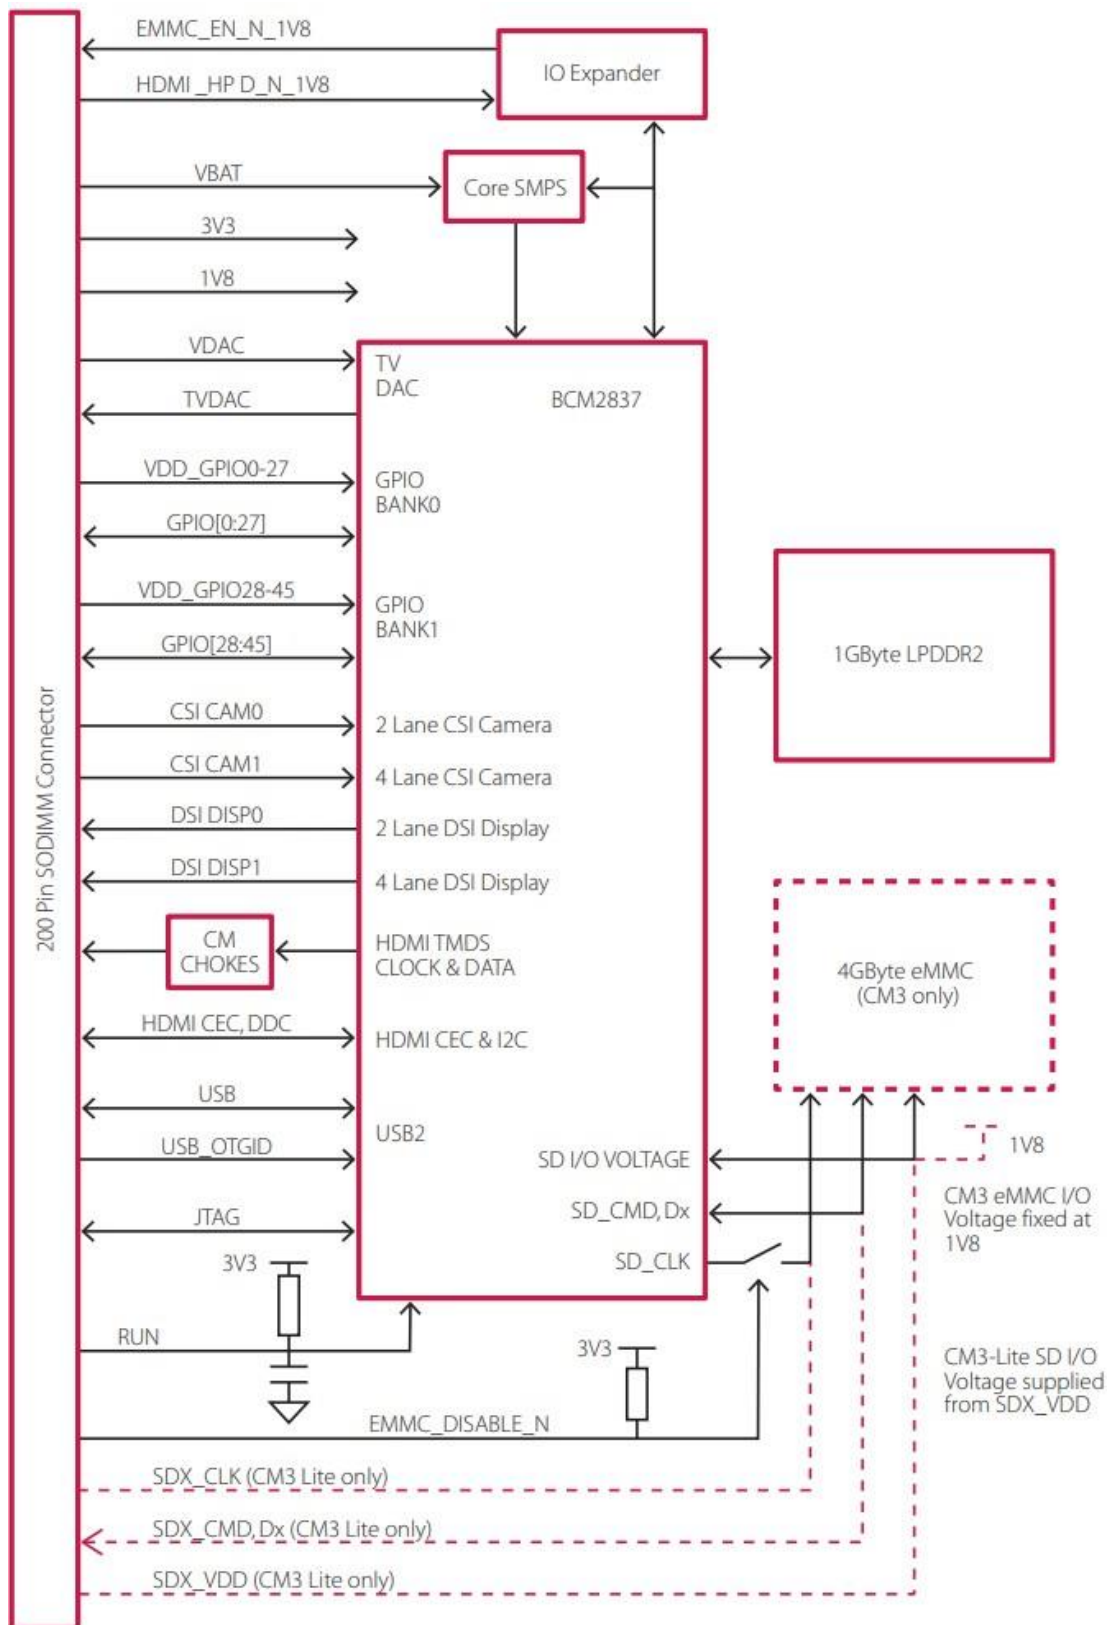 EMMC_EN_N_1V8
IO Expander
HDMI _HP D_N_1V8
VBAT
Core SMPS
3V3
1V8
VDAC
TV
DAC
BCM2837
TVDAC
VDD_GPIO0-27
GPIO
BANK0
GPIO[0:27]
VDD_GPIO28-45
GPIO
BANK1
GPIO[28:45]
1GByte LPDDR2
200 Pin SODIMM Connector
CSI CAM0
2 Lane CSI Camera
CSI CAM1
4 Lane CSI Camera
DSI DISP0
2 Lane DSI Display
DSI DISP1
4 Lane DSI Display
CM
CHOKES
HDMI TMDS
CLOCK & DATA
4GByte eMMC
(CM3 only)
HDMI CEC, DDC
HDMI CEC & I2C
USB
USB2
USB_OTGID
SD I/O VOLTAGE
1V8
JTAG
SD_CMD, Dx
CM3 eMMC I/O
Voltage fixed at
1V8
3V3
SD_CLK
RUN
3V3
CM3-Lite SD I/O
Voltage supplied
from SDX_VDD
EMMC_DISABLE_N
SDX_CLK (CM3 Lite only)
SDX_CMD, Dx (CM3 Lite only)
SDX_VDD (CM3 Lite only)